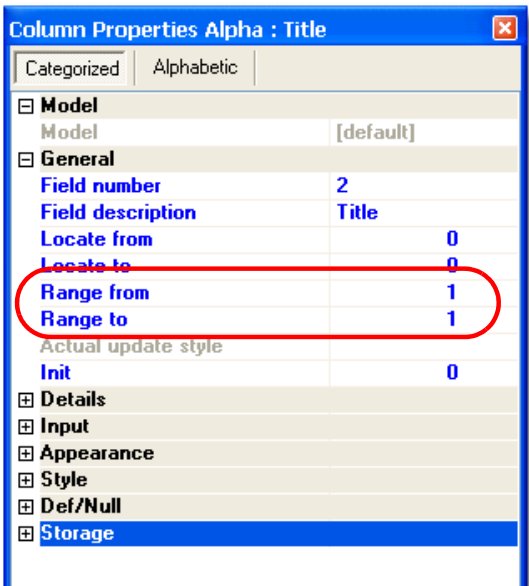 Column Properties Alpha : Title
Categorized Alphabetic
Model
Model [default]
General
Field number 2
Field description Title
Locate from 0
Locate to 0
Range from 1
Range to 1
Actual update style
Init 0
Details
Input
Appearance
Style
Def/Null
Storage